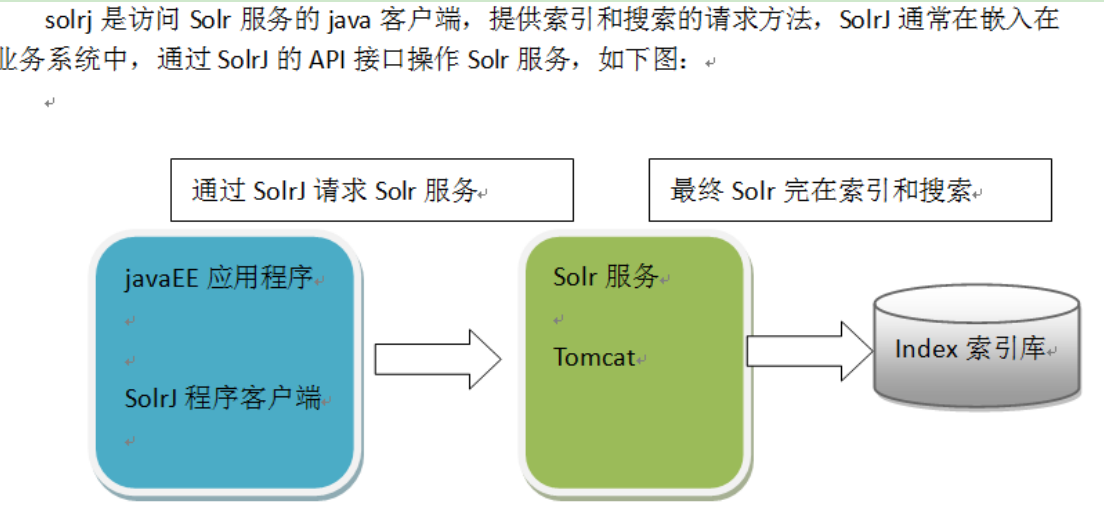 solrj 是访问 Solr 服务的 java 客户端，提供索引和搜索的请求方法，SolrJ 通常在嵌入在
业务系统中，通过 SolrJ 的 API 接口操作 Solr 服务，如下图：
通过 SolrJ 请求 Solr 服务
最终 Solr 完在索引和搜索
javaEE 应用程序
SolrJ 程序客户端
Solr 服务
Tomcat
Index 索引库